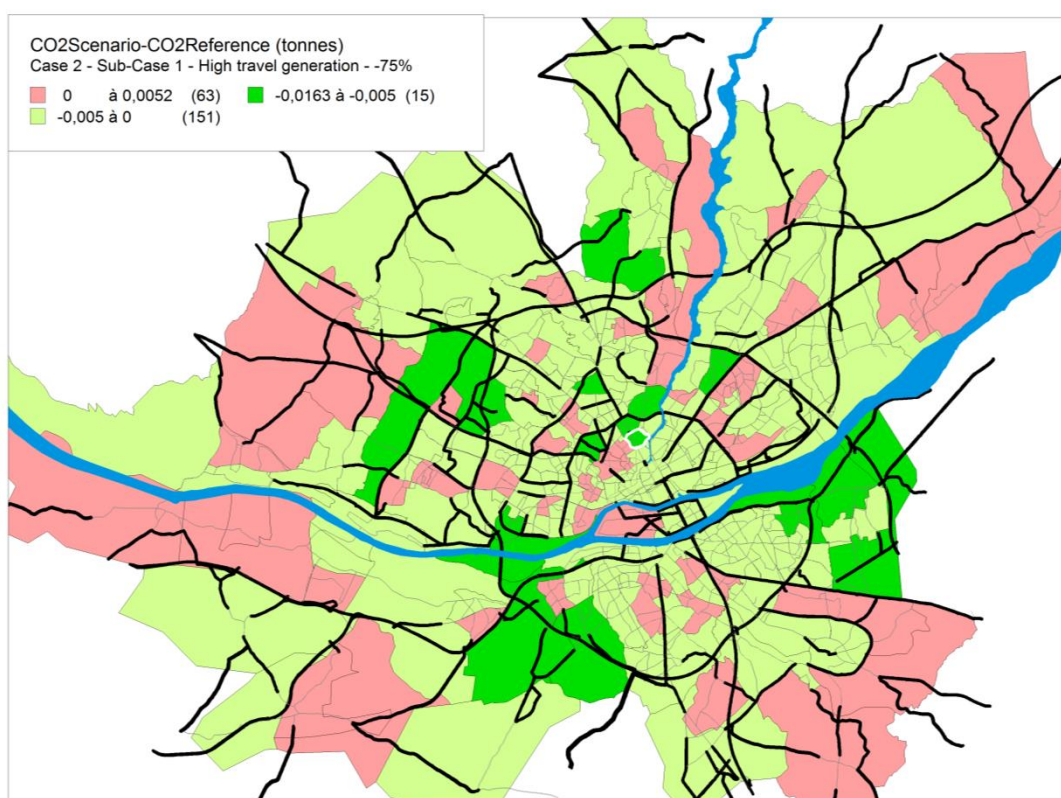 CO2Scenario-CO2Reference (tonnes)
Case 2 - Sub-Case 1 - High travel generation - -75%
0 à 0,0052 (63) -0,0163 à -0,005 (15)
-0,005 à 0 (151)